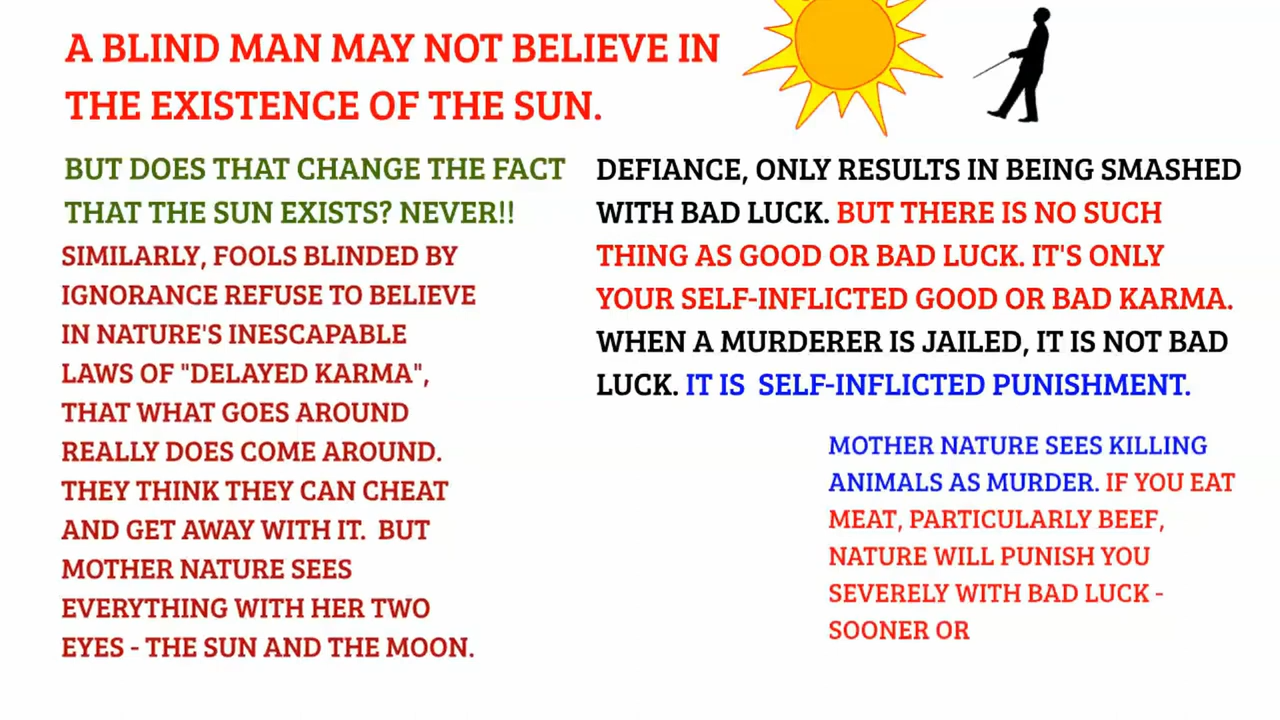 A BLIND MAN MAY NOT BELIEVE IN
THE EXISTENCE OF THE SUN.
BUT DOES THAT CHANGE THE FACT
THAT THE SUN EXISTS? NEVER!!
SIMILARLY, FOOLS BLINDED BY
IGNORANCE REFUSE TO BELIEVE
IN NATURE'S INESCAPABLE
LAWS OF "DELAYED KARMA",
THAT WHAT GOES AROUND
REALLY DOES COME AROUND.
THEY THINK THEY CAN CHEAT
AND GET AWAY WITH IT. BUT
MOTHER NATURE SEES
EVERYTHING WITH HER TWO
EYES - THE SUN AND THE MOON.
DEFIANCE, ONLY RESULTS IN BEING SMASHED
WITH BAD LUCK. BUT THERE IS NO SUCH
THING AS GOOD OR BAD LUCK. IT'S ONLY
YOUR SELF-INFLICTED GOOD OR BAD KARMA.
WHEN A MURDERER IS JAILED, IT IS NOT BAD
LUCK. IT IS SELF-INFLICTED PUNISHMENT.
MOTHER NATURE SEES KILLING
ANIMALS AS MURDER. IF YOU EAT
MEAT, PARTICULARLY BEEF,
NATURE WILL PUNISH YOU
SEVERELY WITH BAD LUCK -
SOONER OR